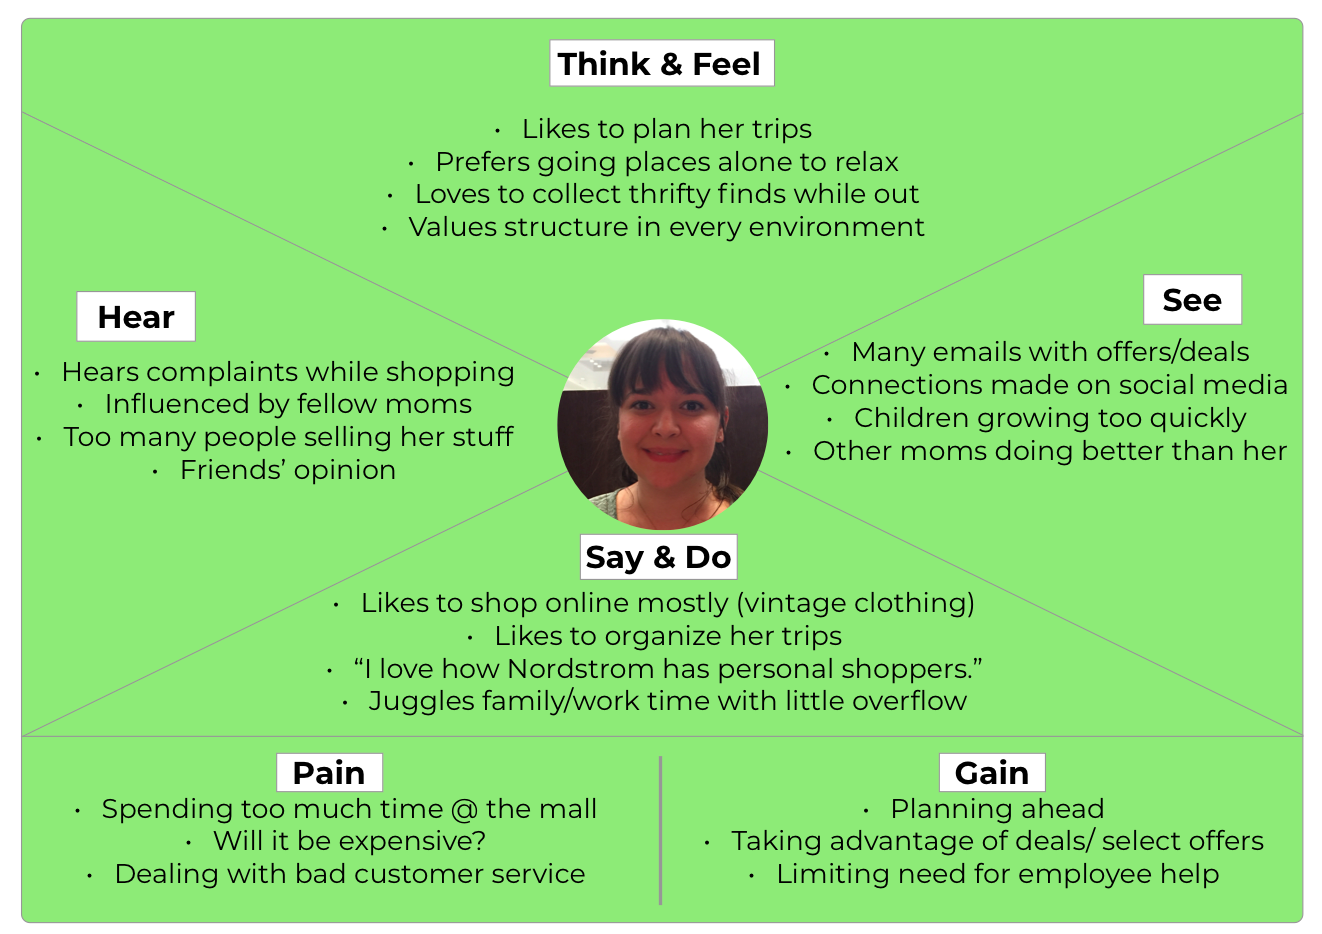 Think & Feel
• Likes to plan her trips
• Prefers going places alone to relax
• Loves to collect thrifty finds while out
• Values structure in every environment
Hear
• Hears complaints while shopping
• Influenced by fellow moms
• Too many people selling her stuff
• Friends’ opinion
See
• Many emails with offers/deals
• Connections made on social media
• Children growing too quickly
• Other moms doing better than her
Say & Do
• Likes to shop online mostly (vintage clothing)
• Likes to organize her trips
• “I love how Nordstrom has personal shoppers.”
• Juggles family/work time with little overflow
Pain
• Spending too much time @ the mall
• Will it be expensive?
• Dealing with bad customer service
Gain
• Planning ahead
• Taking advantage of deals/ select offers
• Limiting need for employee help